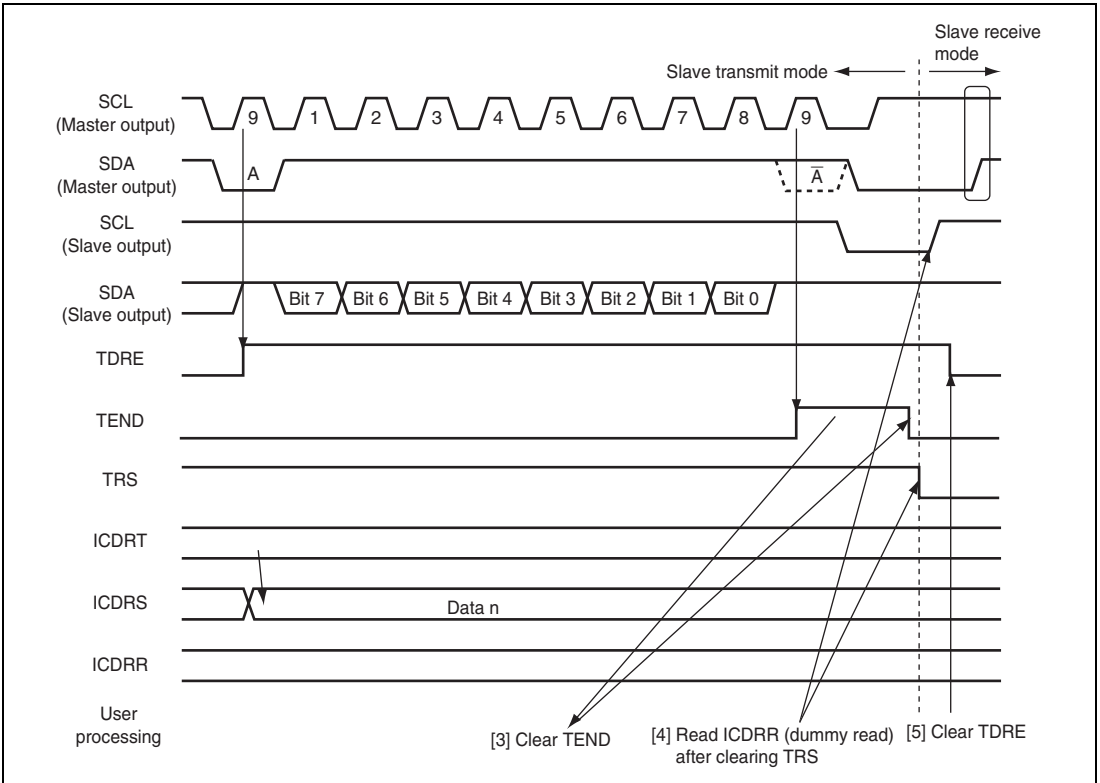 Slave receive
mode
Slave transmit mode
SCL
(Master output)
9 1 2 3 4 5 6 7 8 9
SDA
(Master output)
A A̅
SCL
(Slave output)
SDA
(Slave output)
Bit 7 Bit 6 Bit 5 Bit 4 Bit 3 Bit 2 Bit 1 Bit 0
TDRE
TEND
TRS
ICDRT
ICDRS
Data n
ICDRR
User
processing
[3] Clear TEND
[4] Read ICDRR (dummy read)
after clearing TRS
[5] Clear TDRE